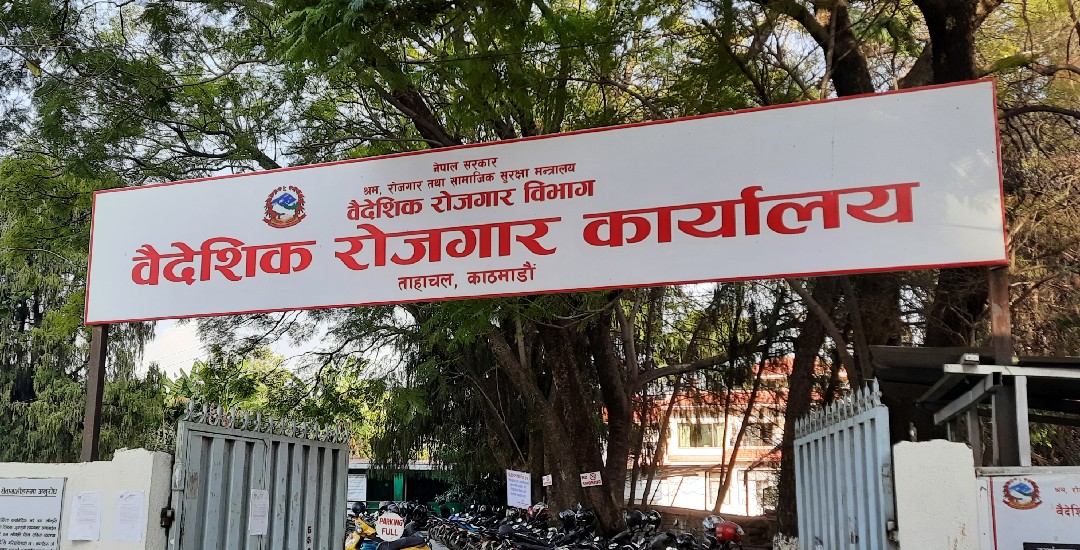 नेपाल सरकार
श्रम, रोजगार तथा सामाजिक सुरक्षा मन्त्रालय
वैदेशिक रोजगार विभाग
वैदेशिक रोजगार कार्यालय
ताहाचल, काठमाडौं
PARKING
FULL